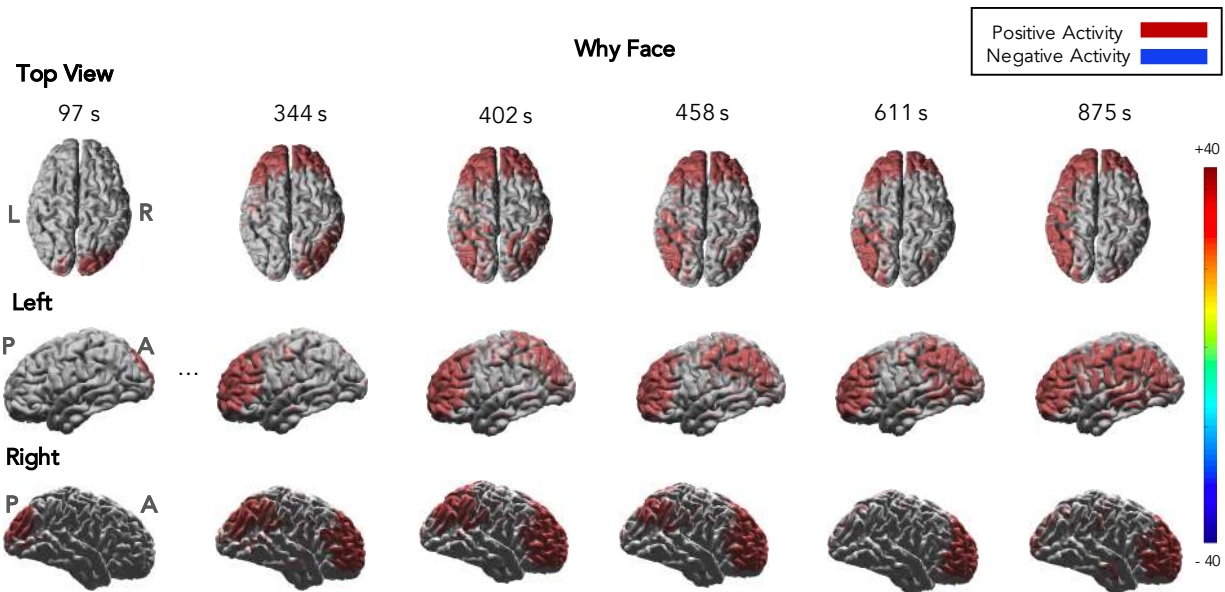 Why Face
Positive Activity
Negative Activity
Top View
97 s
344 s
402 s
458 s
611 s
875 s
+40
L
R
Left
P
A
...
Right
P
A
- 40